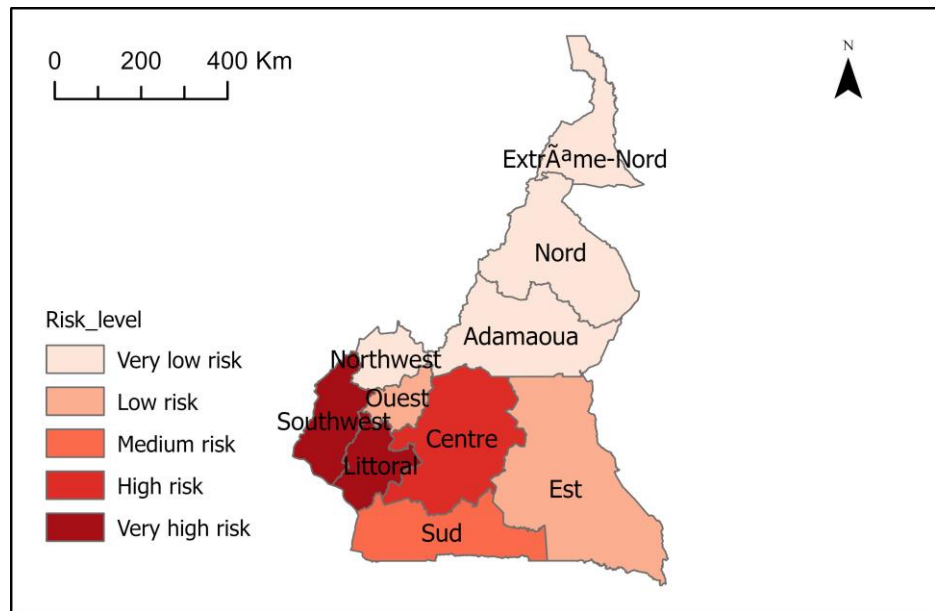 0 200 400 Km
N
ExtrÃªme-Nord
Nord
Adamaoua
Northwest
Ouest
Southwest
Centre
Littoral
Est
Sud
Risk_level
Very low risk
Low risk
Medium risk
High risk
Very high risk